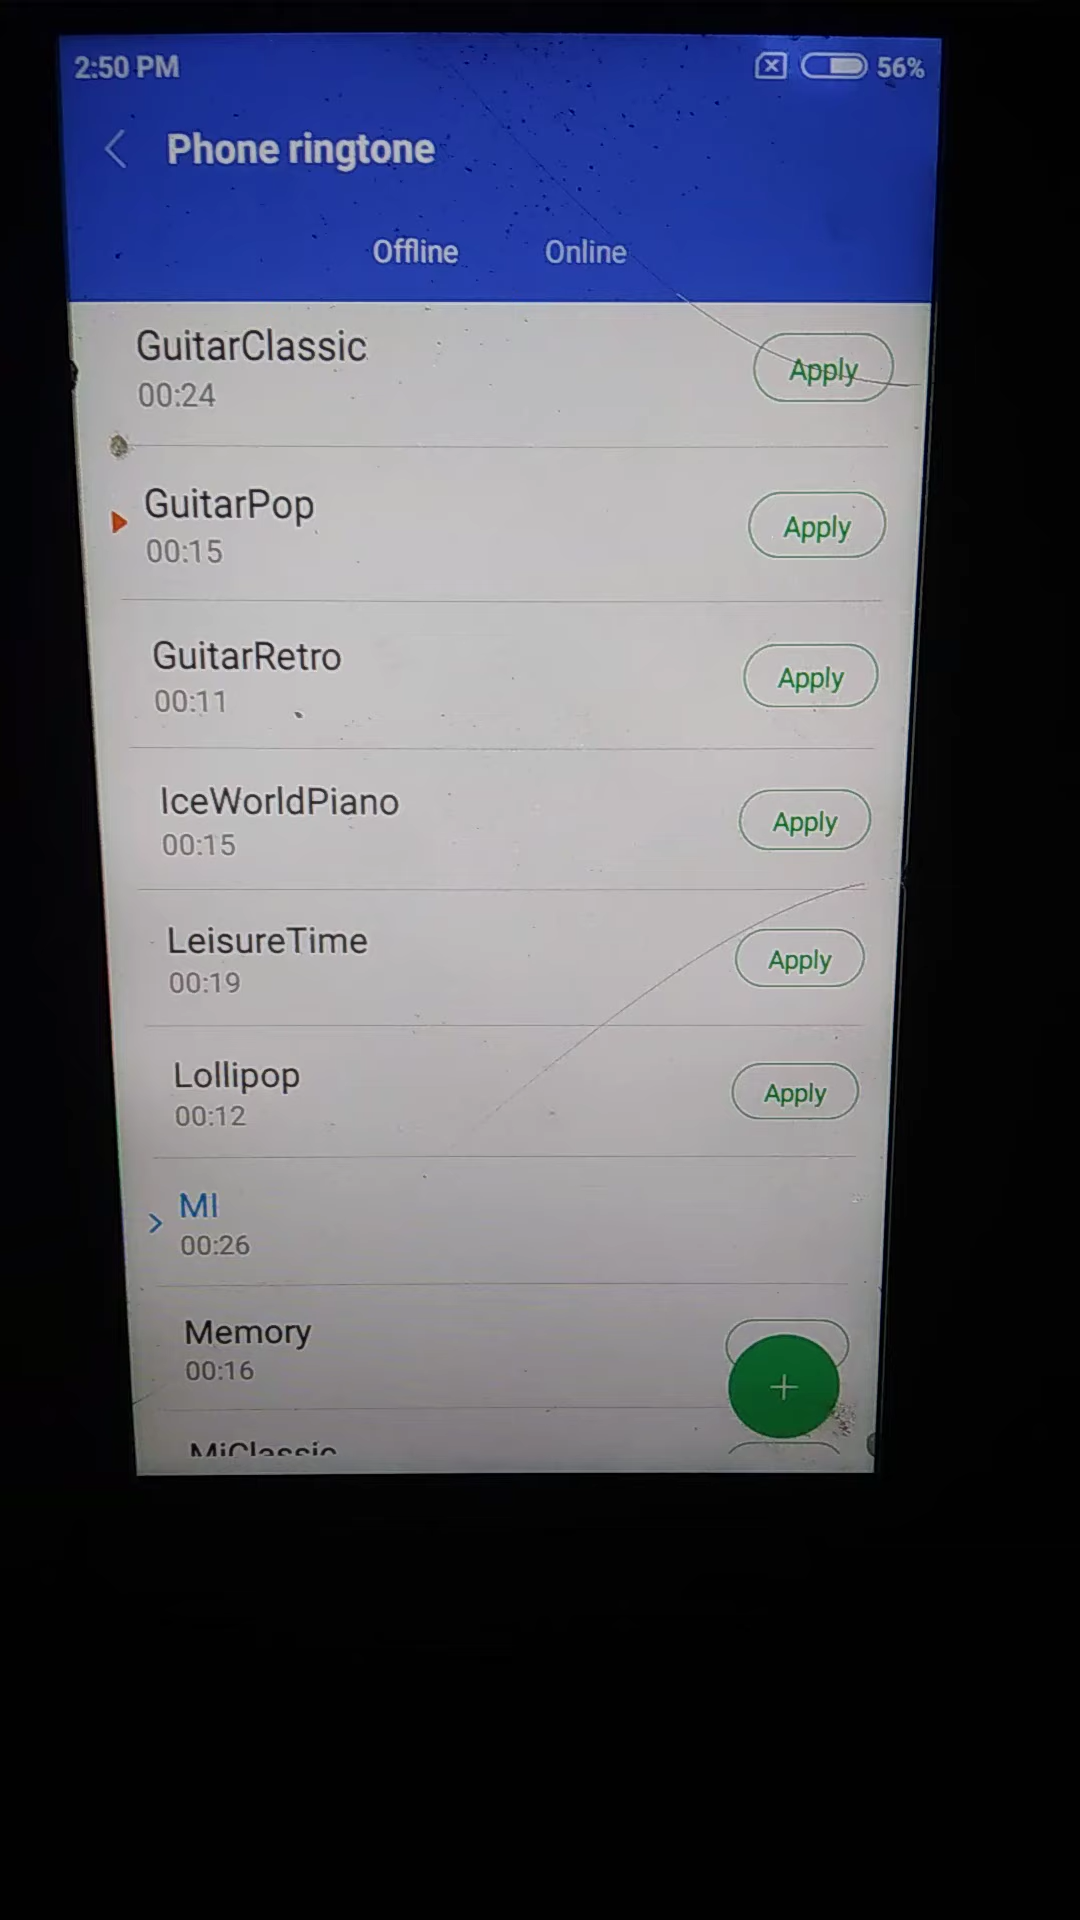 2:50 PM 56%
Phone ringtone
Offline Online
GuitarClassic
00:24
Apply
GuitarPop
00:15
Apply
GuitarRetro
00:11
Apply
IceWorldPiano
00:15
Apply
LeisureTime
00:19
Apply
Lollipop
00:12
Apply
MI
00:26
Memory
00:16
+
MiClassic